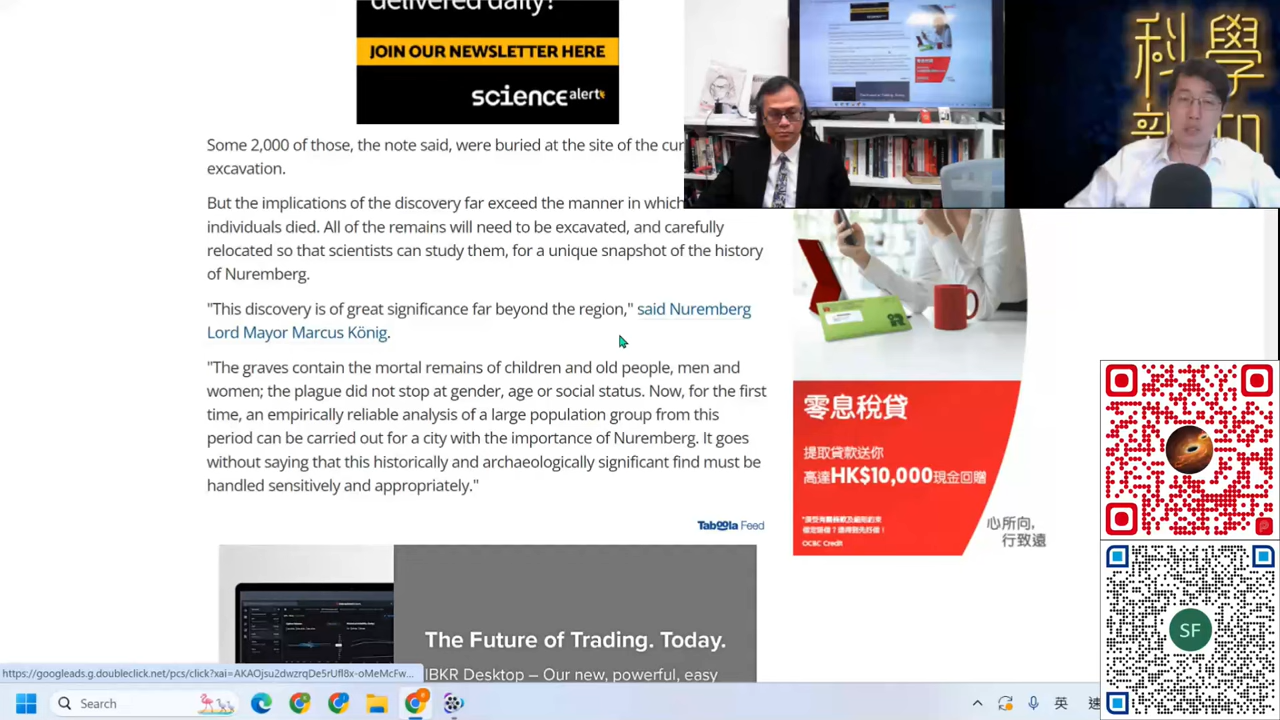 delivered daily?
JOIN OUR NEWSLETTER HERE
sciencealert
科學新知
Some 2,000 of those, the note said, were buried at the site of the cur
excavation.
But the implications of the discovery far exceed the manner in which
individuals died. All of the remains will need to be excavated, and carefully
relocated so that scientists can study them, for a unique snapshot of the history
of Nuremberg.
"This discovery is of great significance far beyond the region," said Nuremberg
Lord Mayor Marcus König.
"The graves contain the mortal remains of children and old people, men and
women; the plague did not stop at gender, age or social status. Now, for the first
time, an empirically reliable analysis of a large population group from this
period can be carried out for a city with the importance of Nuremberg. It goes
without saying that this historically and archaeologically significant find must be
handled sensitively and appropriately."
Taboola Feed
零息稅貸
提取貸款送你
高達HK$10,000現金回贈
OCBC Credit
心所向,
行致遠
SF
The Future of Trading. Today.
IBKR Desktop – Our new, powerful, easy
https://googleads.g.doubleclick.net/pcs/click?xai=AKAOjsu2dwzrqDe5rUfl8x-oMeMcFw...
Search
英
速